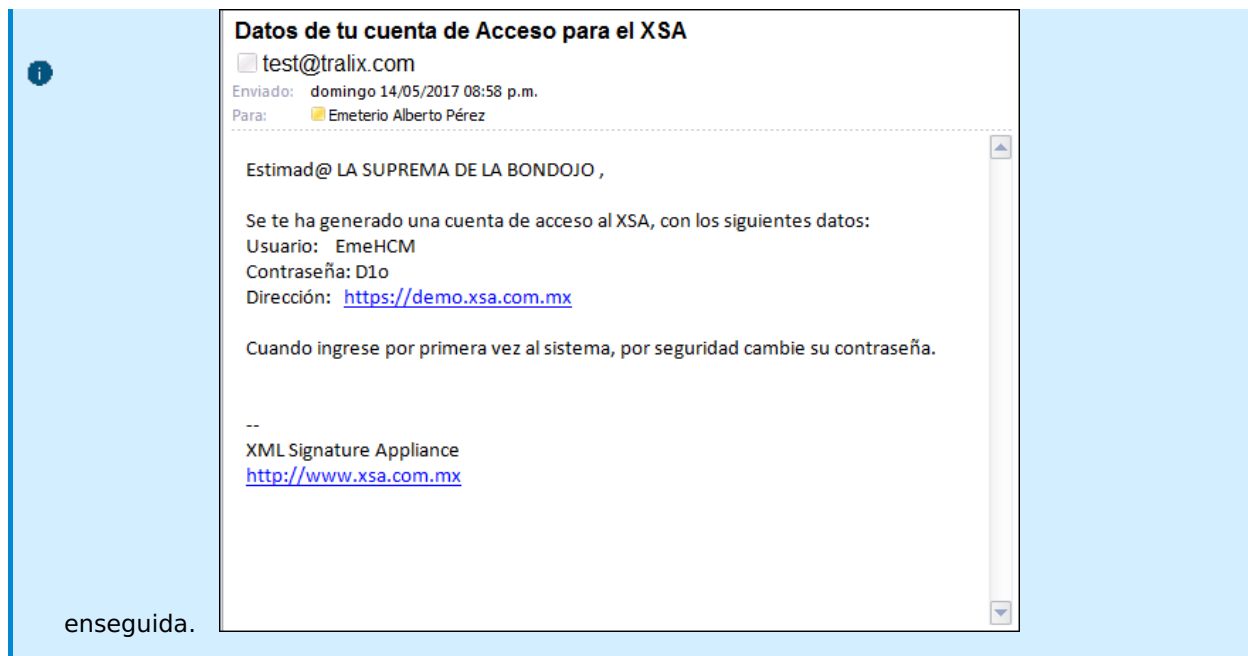 Datos de tu cuenta de Acceso para el XSA
test@tralix.com
Enviado: domingo 14/05/2017 08:58 p.m.
Para: Emeterio Alberto Pérez
Estimad@ LA SUPREMA DE LA BONDOJO ,
Se te ha generado una cuenta de acceso al XSA, con los siguientes datos:
Usuario: EmeHCM
Contraseña: D1o
Dirección: https://demo.xsa.com.mx
Cuando ingrese por primera vez al sistema, por seguridad cambie su contraseña.
--
XML Signature Appliance
http://www.xsa.com.mx
enseguida.